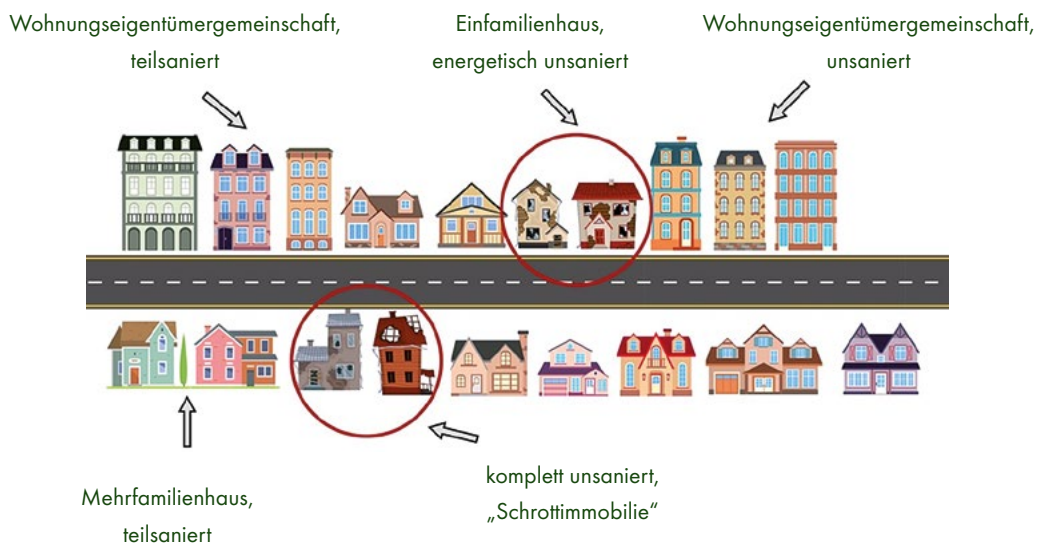 Wohnungseigentümergemeinschaft,
teilsaniert
Einfamilienhaus,
energetisch unsaniert
Wohnungseigentümergemeinschaft,
unsaniert
Mehrfamilienhaus,
teilsaniert
komplett unsaniert,
„Schrottimmobilie“